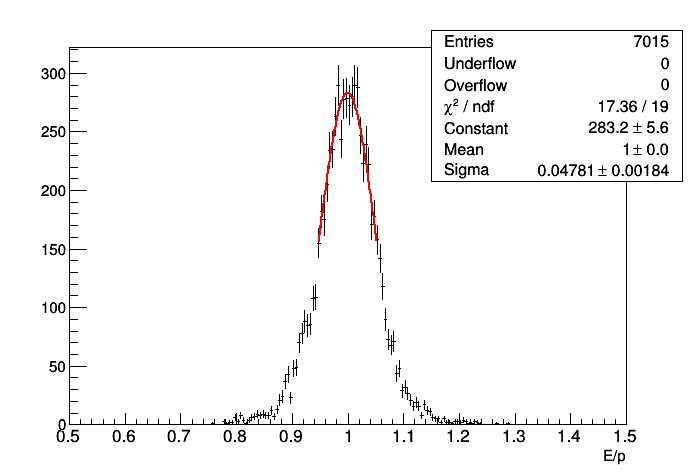 Entries 7015
Underflow 0
Overflow 0
χ² / ndf 17.36 / 19
Constant 283.2 ± 5.6
Mean 1 ± 0.0
Sigma 0.04781 ± 0.00184
300
250
200
150
100
50
0
0.5 0.6 0.7 0.8 0.9 1 1.1 1.2 1.3 1.4 1.5
E/p